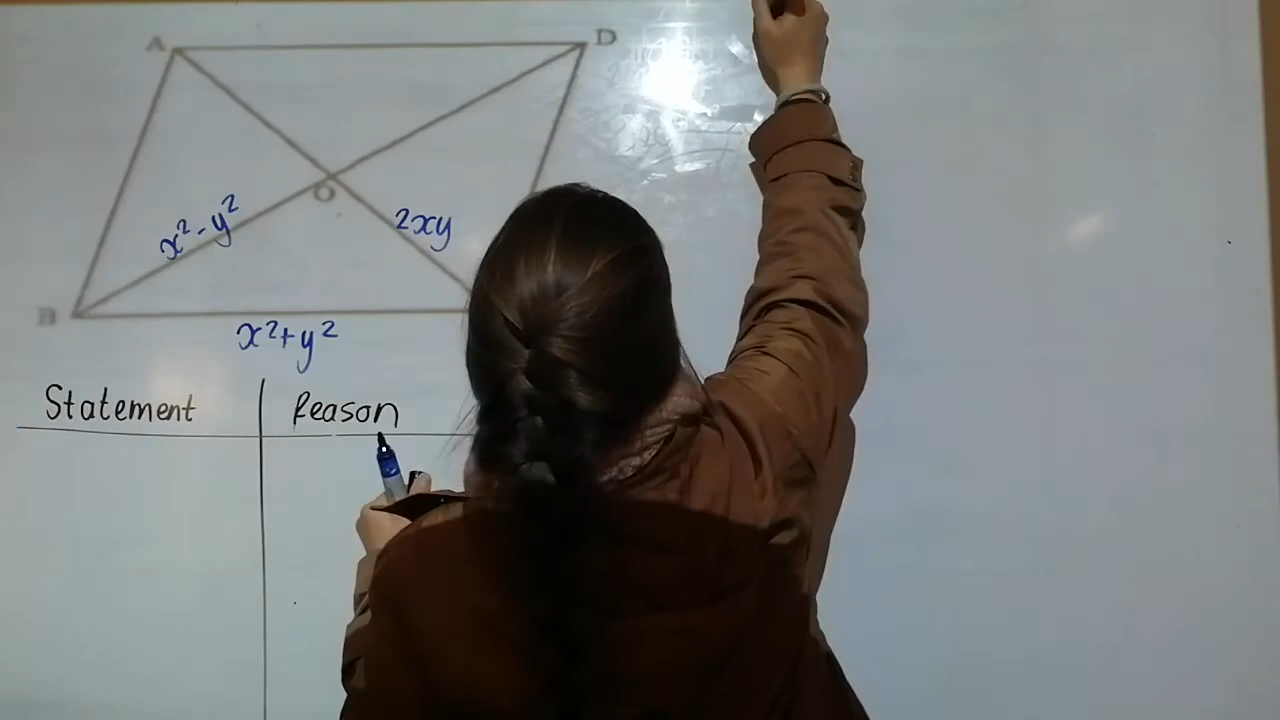 A D
O
x² - y² 2xy
B
x² + y²
Statement Reason